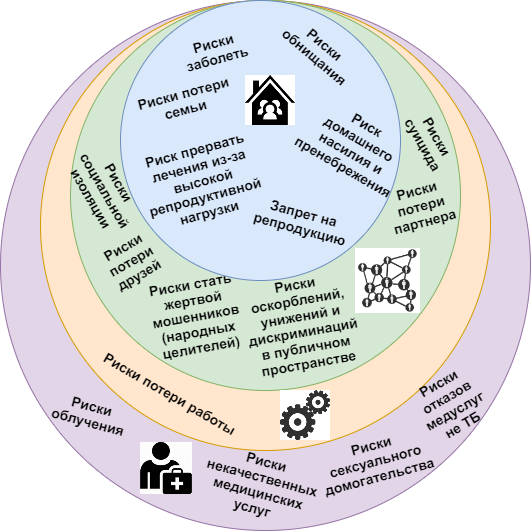 Риски
заболеть
Риски
обнищания
Риски потери
семьи
Риск
домашнего
насилия и
пренебрежения
Риск прервать
лечения из-за
высокой
репродуктивной
нагрузки
Запрет на
репродукцию
Риски
суицида
Риски
социальной
изоляции
Риски
потери
партнера
Риски
потери
друзей
Риски стать
жертвой
мошенников
(народных
целителей)
Риски
оскорблений,
унижений и
дискриминаций
в публичном
пространстве
Риски потери работы
Риски
облучения
Риски
некачественных
медицинских
услуг
Риски
сексуального
домогательства
Риски
отказов
медуслуг
не ТБ